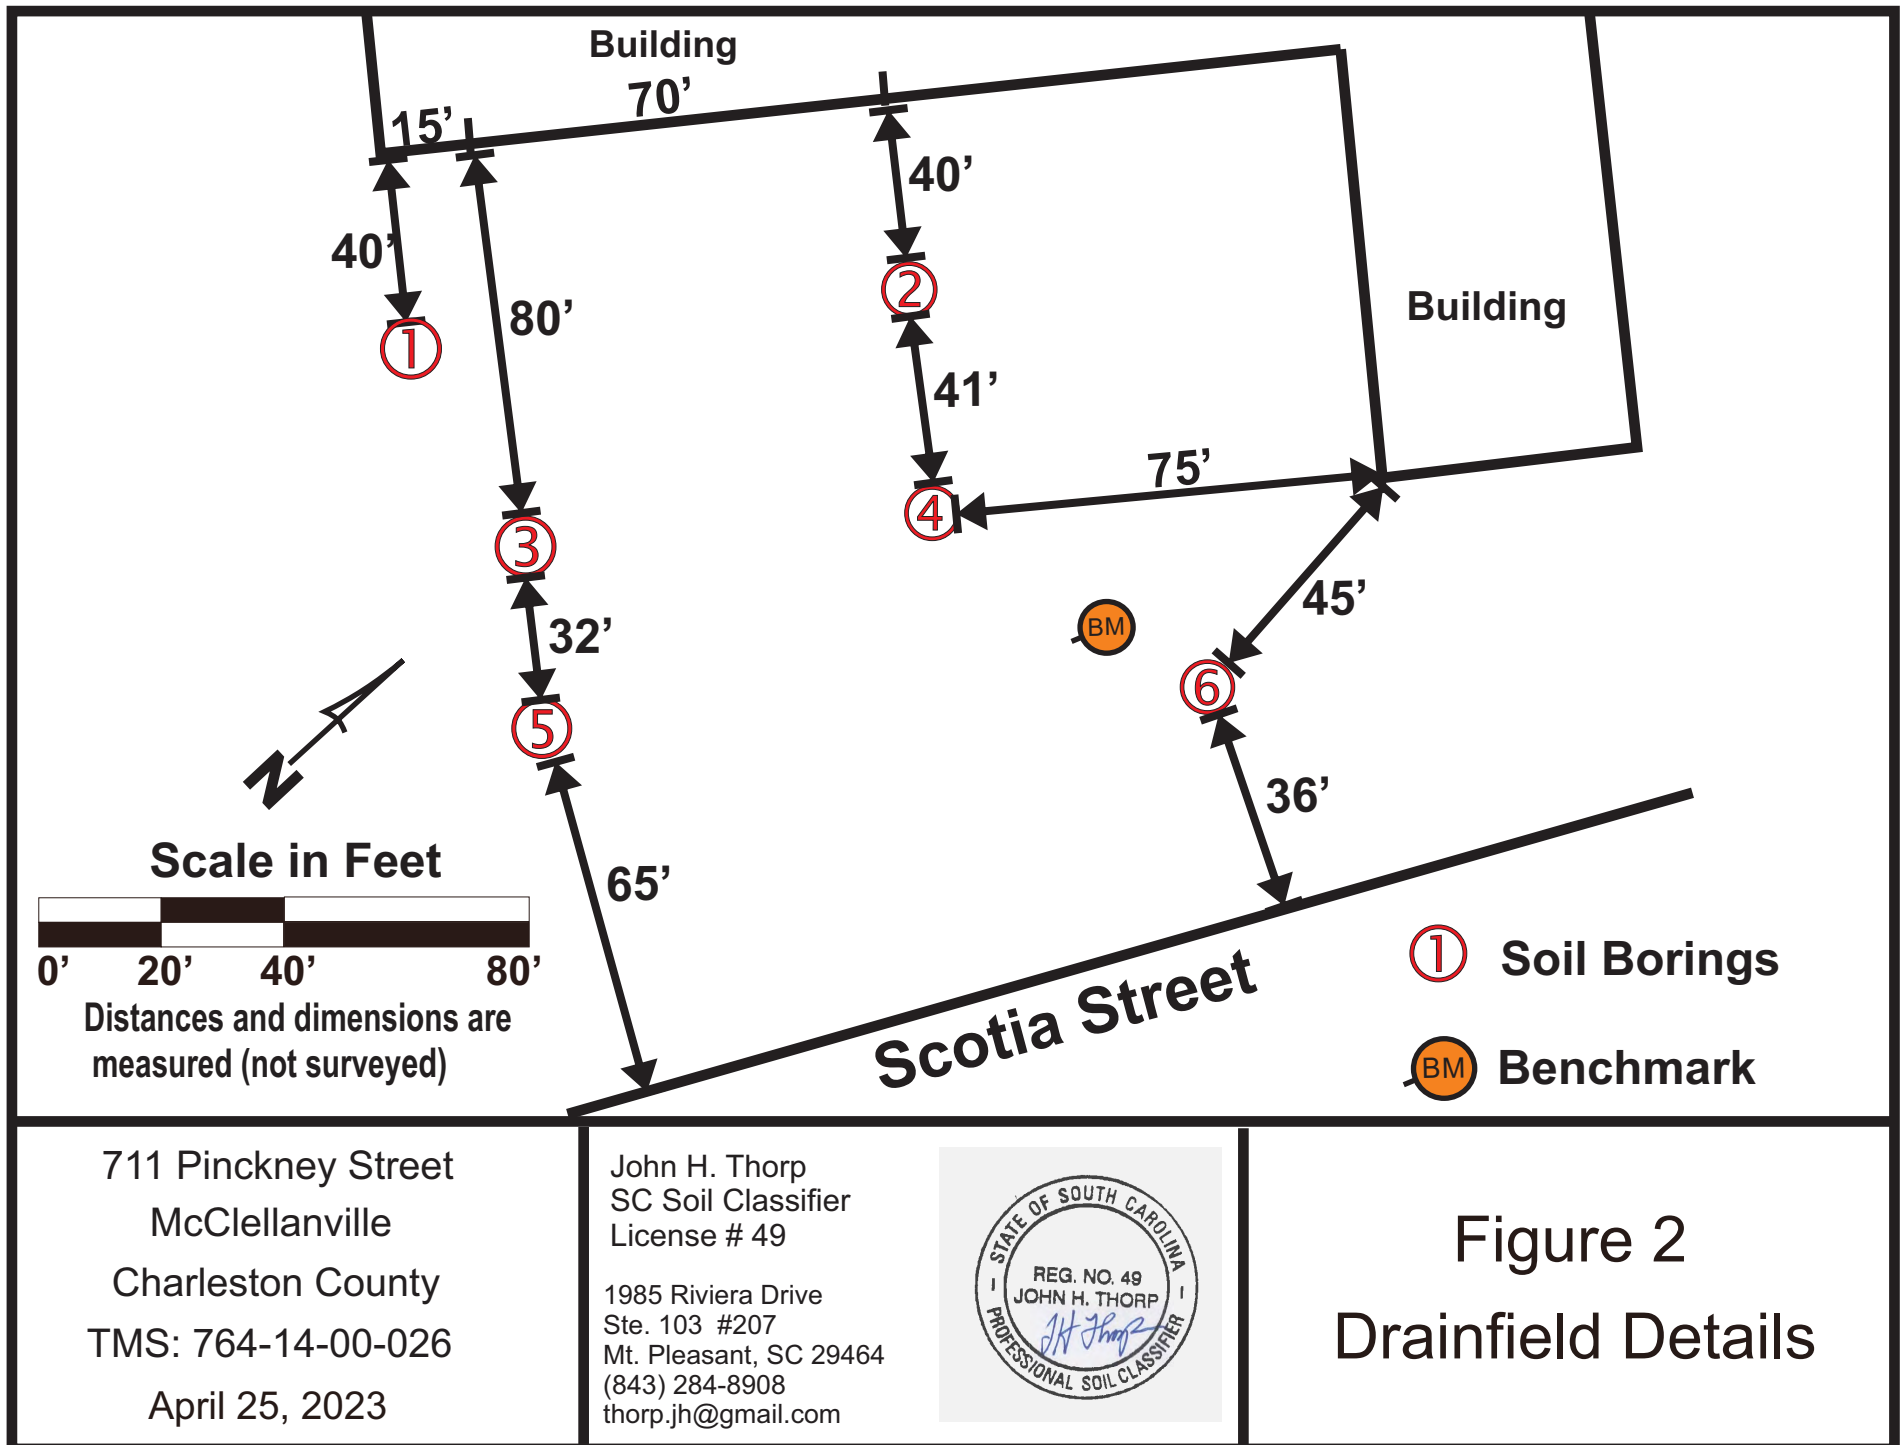 Building
15’
70’
40’
40’
80’
2
Building
1
41’
75’
4
3
45’
32’
BM
6
5
N
36’
Scale in Feet
65’
0’ 20’ 40’ 80’
Distances and dimensions are
measured (not surveyed)
Scotia Street
1 Soil Borings
BM Benchmark
711 Pinckney Street
McClellanville
Charleston County
TMS: 764-14-00-026
April 25, 2023
John H. Thorp
SC Soil Classifier
License # 49
1985 Riviera Drive
Ste. 103 #207
Mt. Pleasant, SC 29464
(843) 284-8908
thorp.jh@gmail.com
STATE OF SOUTH CAROLINA
REG. NO. 49
JOHN H. THORP
JH Thorp
PROFESSIONAL SOIL CLASSIFIER
Figure 2
Drainfield Details